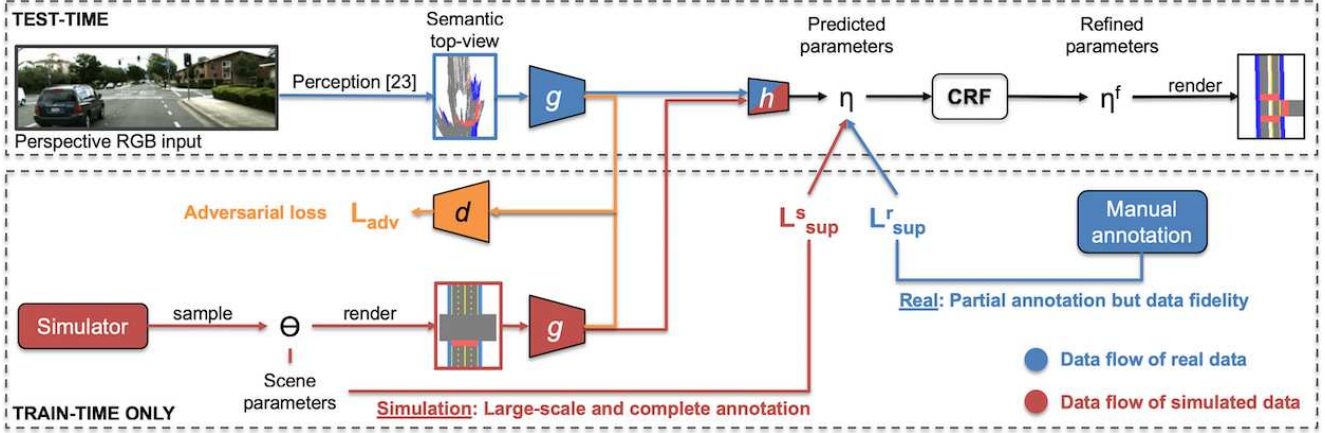 TEST-TIME
Semantic
top-view
Predicted
parameters
Refined
parameters
Perception [23]
g
h
η
CRF
ηᶠ
render
Perspective RGB input
Adversarial loss
L_adv
d
L^s_sup
L^r_sup
Manual
annotation
Real: Partial annotation but data fidelity
Simulator
sample
Θ
render
g
Data flow of real data
Scene
parameters
Simulation: Large-scale and complete annotation
Data flow of simulated data
TRAIN-TIME ONLY